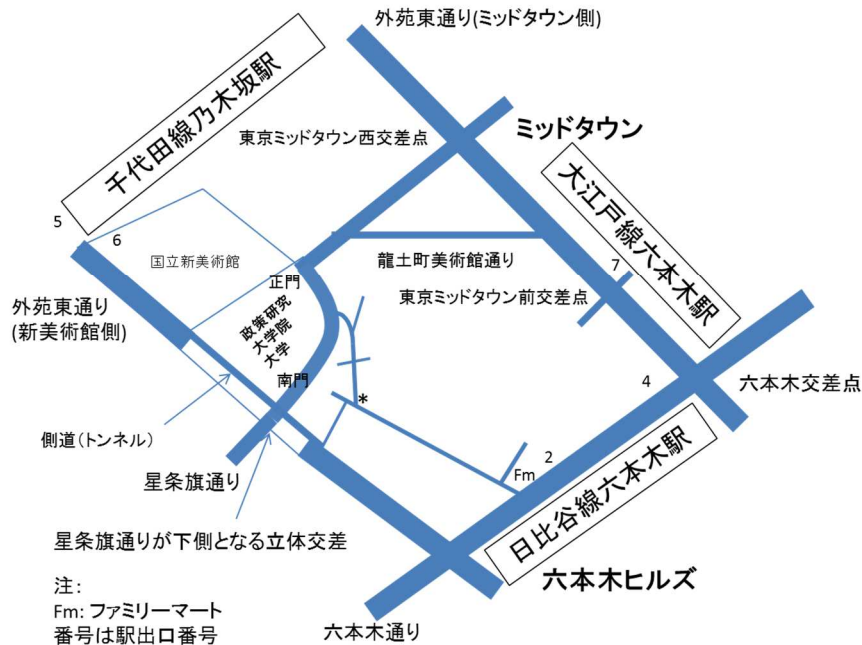 外苑東通り(ミッドタウン側)
千代田線乃木坂駅
ミッドタウン
東京ミッドタウン西交差点
大江戸線六本木駅
5
6
国立新美術館
龍土町美術館通り
7
正門
東京ミッドタウン前交差点
外苑東通り
(新美術館側)
政策研究
大学院
大学
南門
4
六本木交差点
*
側道(トンネル)
2
Fm
星条旗通り
日比谷線六本木駅
星条旗通りが下側となる立体交差
六本木ヒルズ
注:
Fm: ファミリーマート
番号は駅出口番号
六本木通り